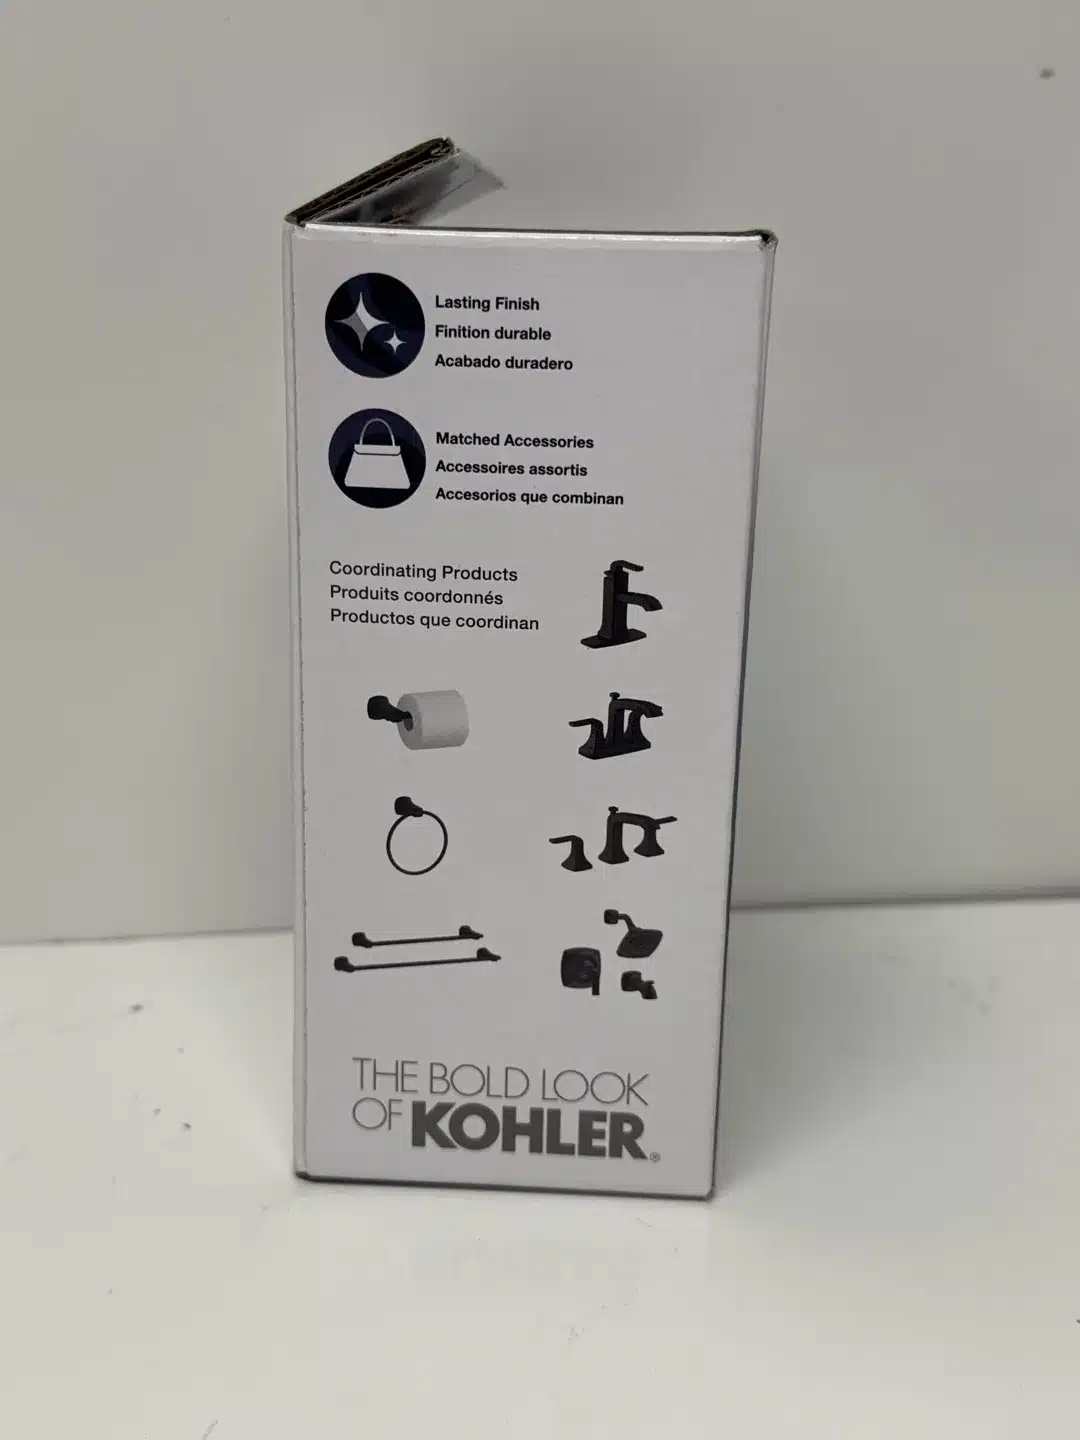 Lasting Finish
Finition durable
Acabado duradero
Matched Accessories
Accessoires assortis
Accesorios que combinan
Coordinating Products
Produits coordonnés
Productos que coordinan
THE BOLD LOOK
OF KOHLER®